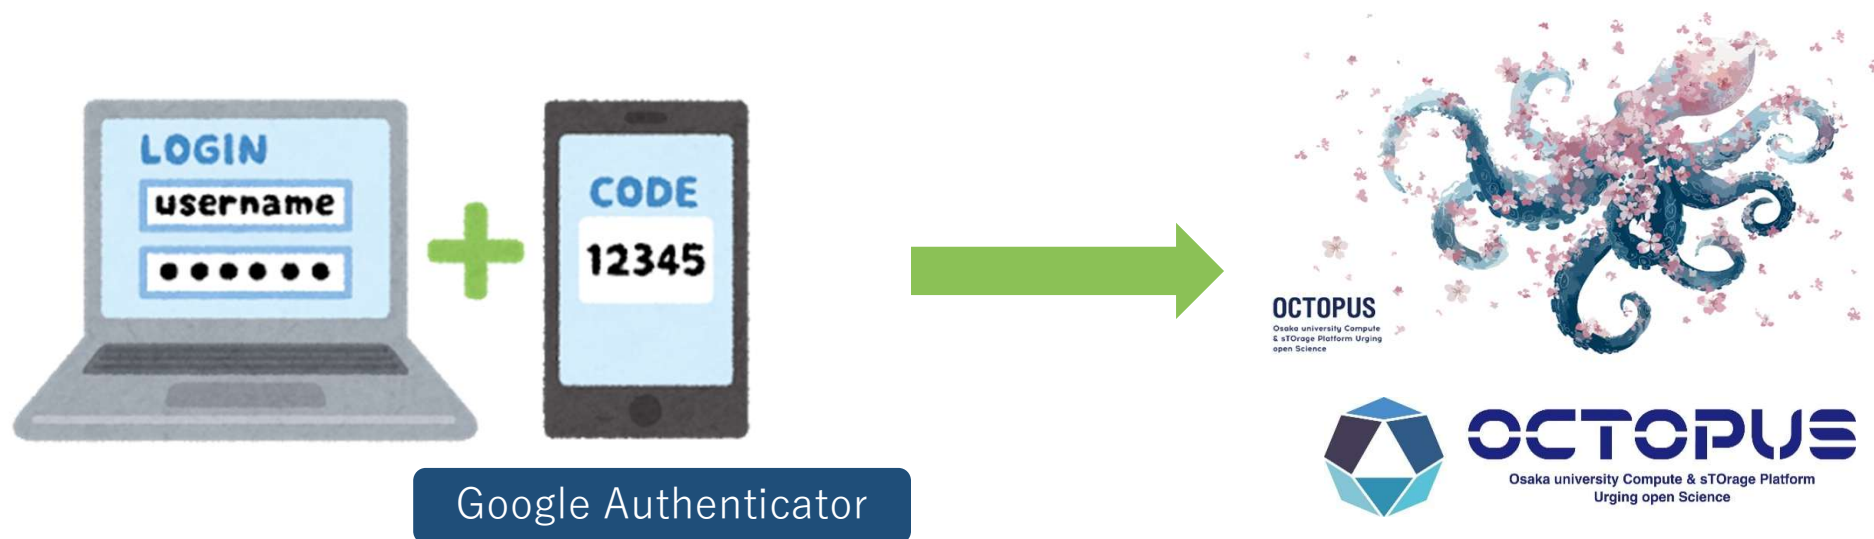 LOGIN
username
CODE
12345
Google Authenticator
OCTOPUS
Osaka university Compute
& sTOrage Platform Urging
open Science
OCTOPUS
Osaka university Compute & sTOrage Platform
Urging open Science